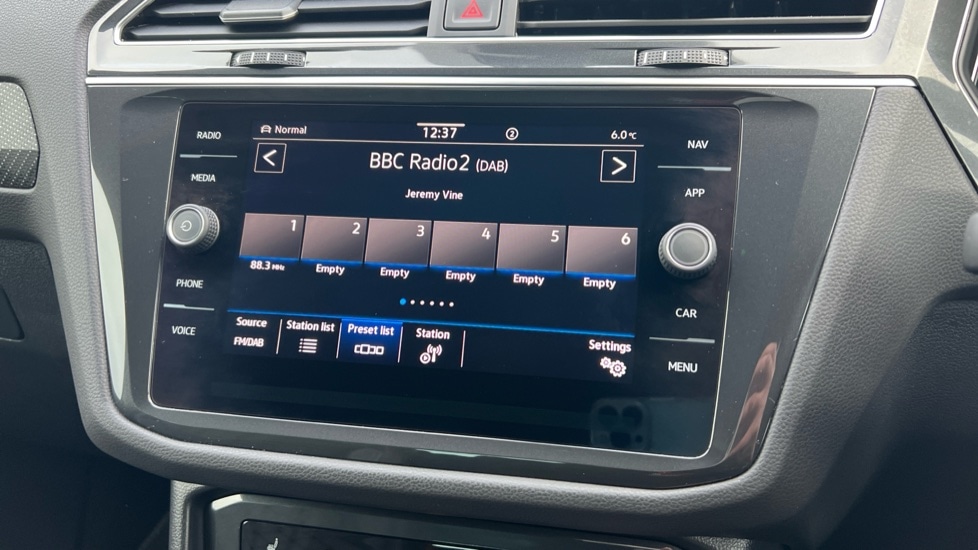 RADIO
MEDIA
PHONE
VOICE
Normal 12:37 2 6.0 °C
< BBC Radio2 (DAB) >
Jeremy Vine
1 2 3 4 5 6
88.3 MHz Empty Empty Empty Empty Empty
Source Station list Preset list Station Settings
FM/DAB
NAV
APP
CAR
MENU